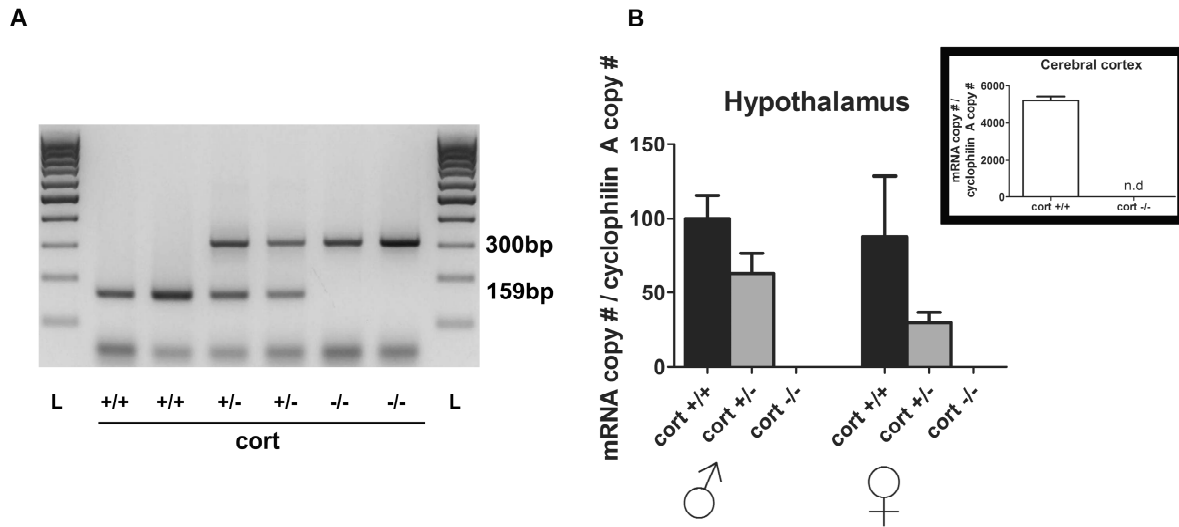 A
300bp
159bp
L +/+ +/+ +/- +/- -/- -/- L
cort
B
Hypothalamus
mRNA copy # / cyclophilin A copy #
150
100
50
0
cort +/+ cort +/- cort -/- cort +/+ cort +/- cort -/-
♂ ♀
Cerebral cortex
mRNA copy # /
cyclophilin A copy #
6000
4000
2000
0
n.d
cort +/+ cort -/-